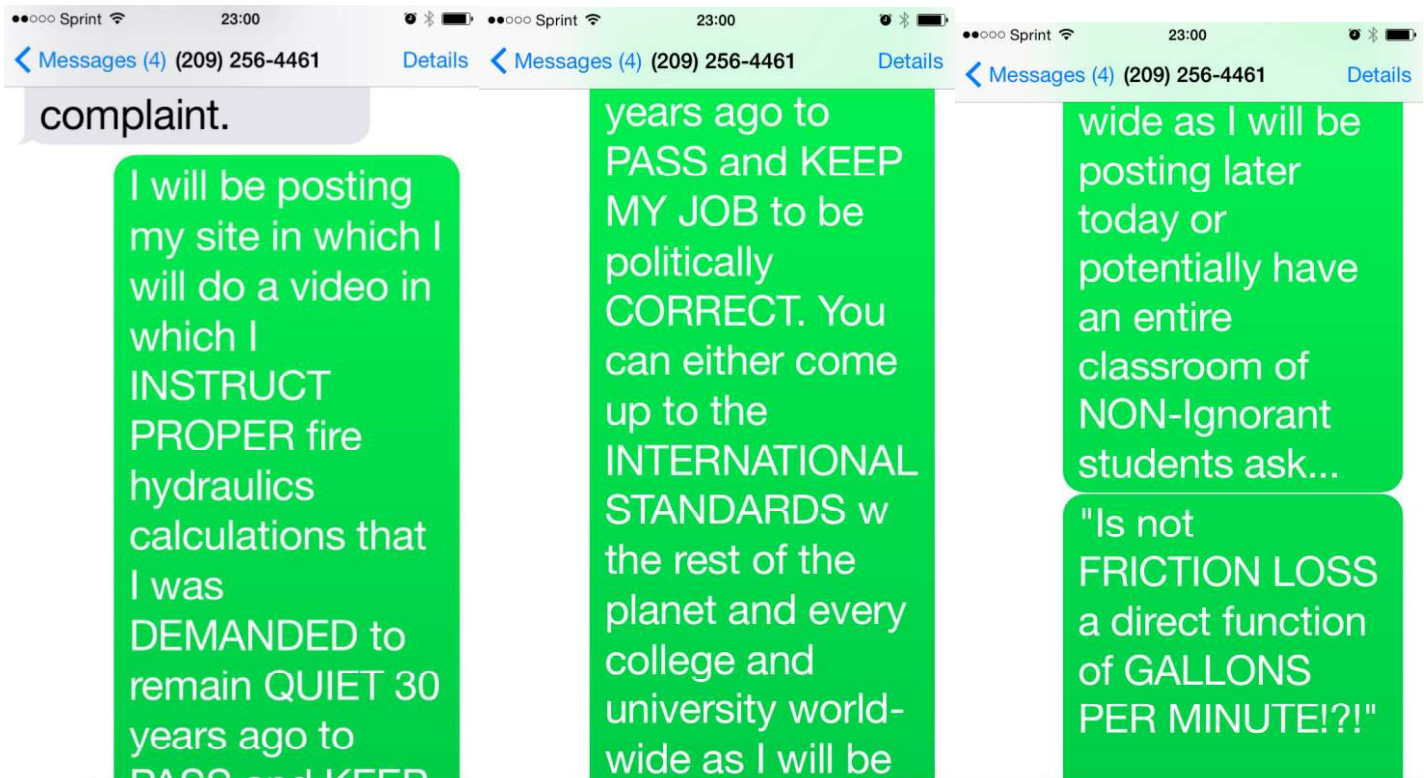 Sprint 23:00
Messages (4) (209) 256-4461 Details
complaint.
I will be posting
my site in which I
will do a video in
which I
INSTRUCT
PROPER fire
hydraulics
calculations that
I was
DEMANDED to
remain QUIET 30
years ago to
PASS and KEEP
Sprint 23:00
Messages (4) (209) 256-4461 Details
years ago to
PASS and KEEP
MY JOB to be
politically
CORRECT. You
can either come
up to the
INTERNATIONAL
STANDARDS w
the rest of the
planet and every
college and
university world-
wide as I will be
Sprint 23:00
Messages (4) (209) 256-4461 Details
wide as I will be
posting later
today or
potentially have
an entire
classroom of
NON-Ignorant
students ask...
"Is not
FRICTION LOSS
a direct function
of GALLONS
PER MINUTE!?!"